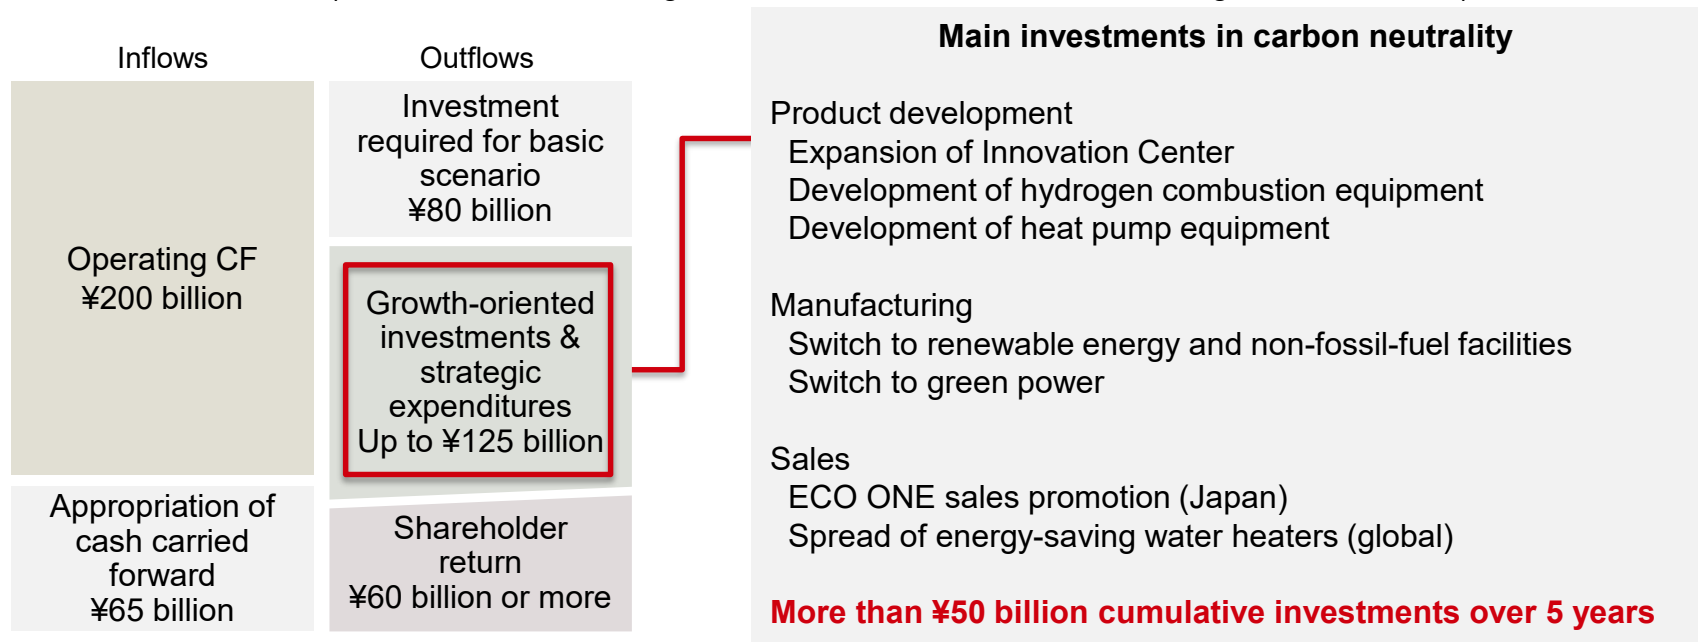 Inflows
Operating CF
¥200 billion
Appropriation of
cash carried
forward
¥65 billion
Outflows
Investment
required for basic
scenario
¥80 billion
Growth-oriented
investments &
strategic
expenditures
Up to ¥125 billion
Shareholder
return
¥60 billion or more
Main investments in carbon neutrality
Product development
Expansion of Innovation Center
Development of hydrogen combustion equipment
Development of heat pump equipment
Manufacturing
Switch to renewable energy and non-fossil-fuel facilities
Switch to green power
Sales
ECO ONE sales promotion (Japan)
Spread of energy-saving water heaters (global)
More than ¥50 billion cumulative investments over 5 years